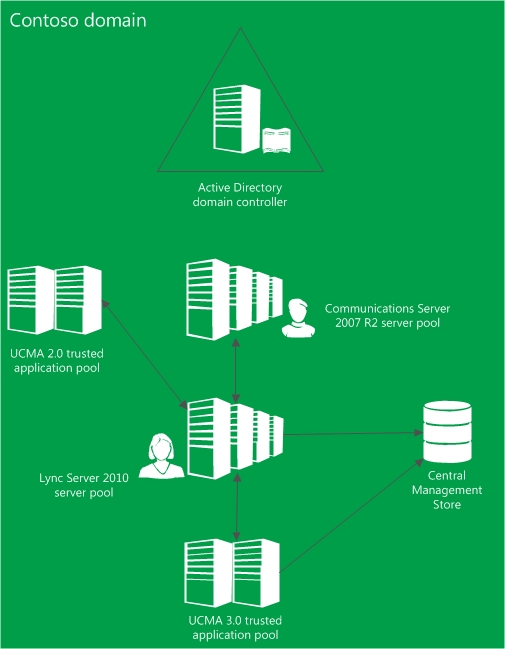 Contoso domain
Active Directory
domain controller
Communications Server
2007 R2 server pool
UCMA 2.0 trusted
application pool
Lync Server 2010
server pool
Central
Management
Store
UCMA 3.0 trusted
application pool